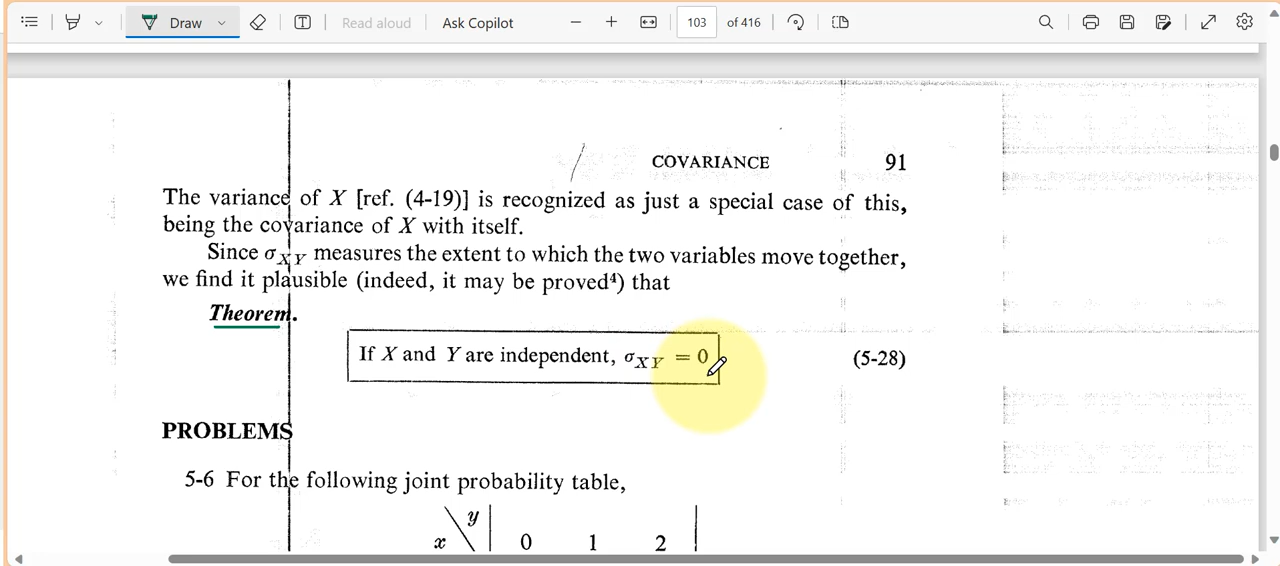 Draw
Read aloud
Ask Copilot
103 of 416
COVARIANCE 91
The variance of X [ref. (4-19)] is recognized as just a special case of this,
being the covariance of X with itself.
Since σXY measures the extent to which the two variables move together,
we find it plausible (indeed, it may be proved⁴) that
Theorem.
If X and Y are independent, σXY = 0 (5-28)
PROBLEMS
5-6 For the following joint probability table,
y
x 0 1 2